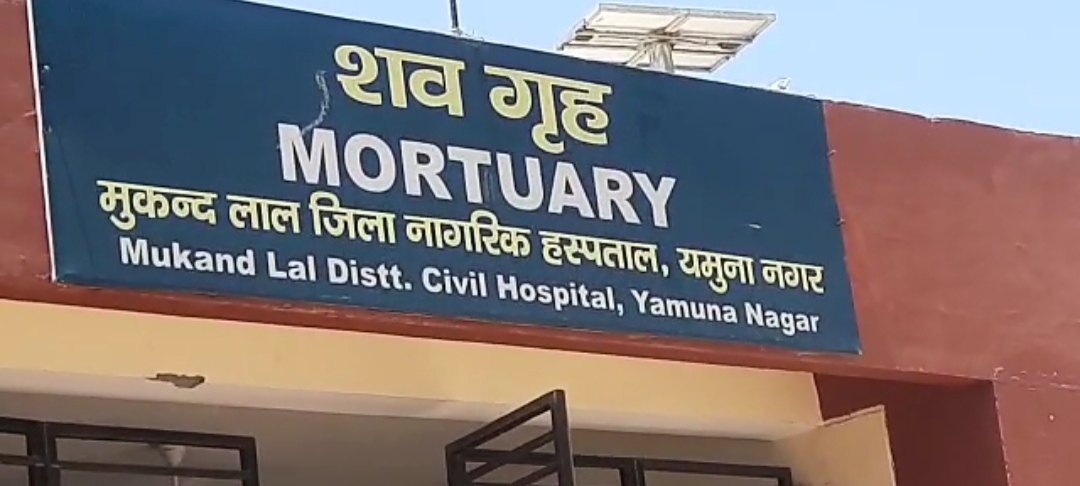 शव गृह
MORTUARY
मुकन्द लाल जिला नागरिक हस्पताल, यमुना नगर
Mukand Lal Distt. Civil Hospital, Yamuna Nagar